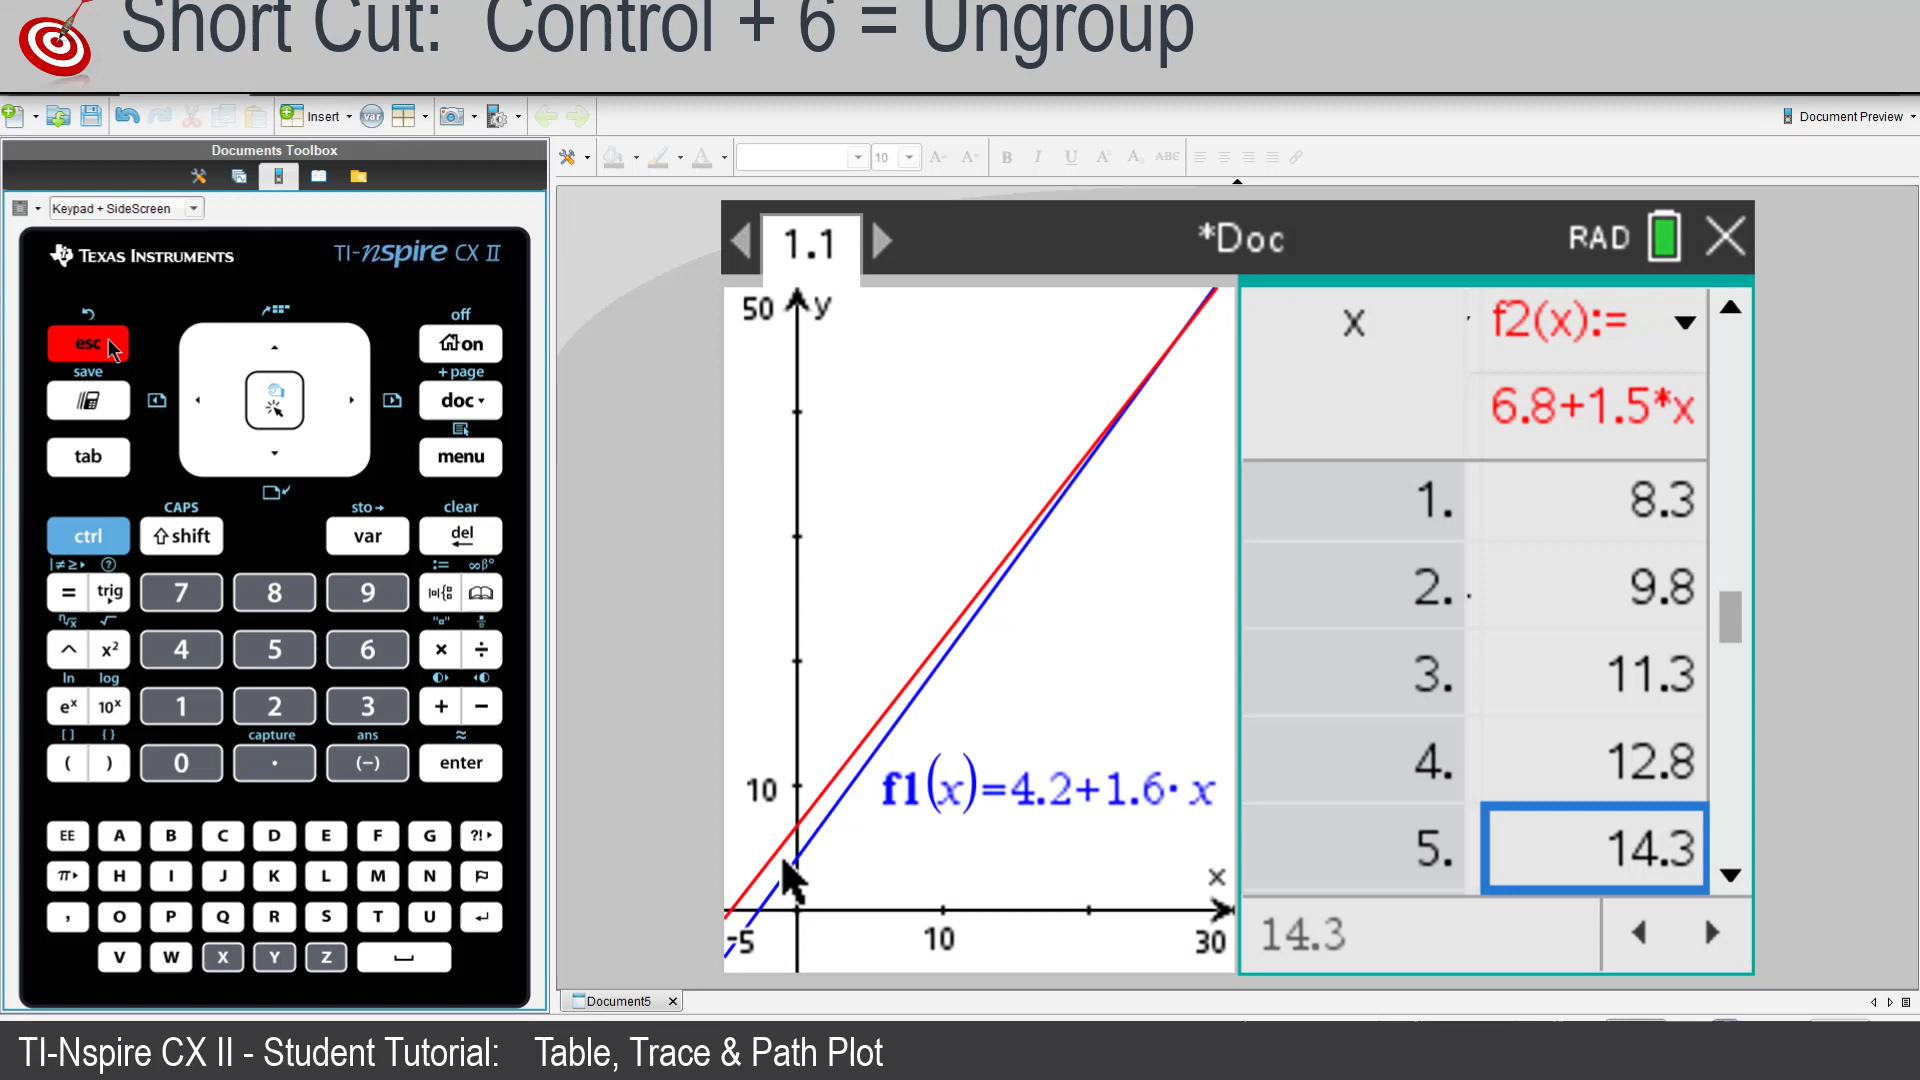 Short Cut: Control + 6 = Ungroup
Insert
Document Preview
Documents Toolbox
10
B I U A A ABC
Keypad + SideScreen
TEXAS INSTRUMENTS
TI-nspire CX II
off
esc
on
save
+ page
doc
tab
menu
CAPS
sto→
clear
ctrl
shift
var
del
= trig 7 8 9
^ x² 4 5 6 × ÷
ln log
eˣ 10ˣ 1 2 3 + −
[ ] { } capture ans ≈
( ) 0 . (−) enter
EE A B C D E F G ?!
π H I J K L M N
, O P Q R S T U
V W X Y Z
1.1
*Doc
RAD
50 y
10
f1(x)=4.2+1.6· x
x
-5 10 30
x f2(x):=
6.8+1.5*x
1. 8.3
2. 9.8
3. 11.3
4. 12.8
5. 14.3
14.3
Document5
TI-Nspire CX II - Student Tutorial: Table, Trace & Path Plot